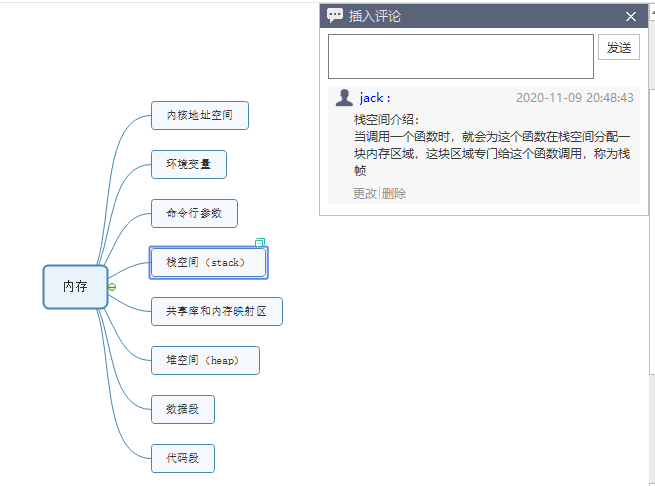 插入评论
发送
jack :
2020-11-09 20:48:43
栈空间介绍：
当调用一个函数时，就会为这个函数在栈空间分配一
块内存区域，这块区域专门给这个函数调用，称为栈
帧
更改|删除
内存
内核地址空间
环境变量
命令行参数
栈空间（stack）
共享库和内存映射区
堆空间（heap）
数据段
代码段